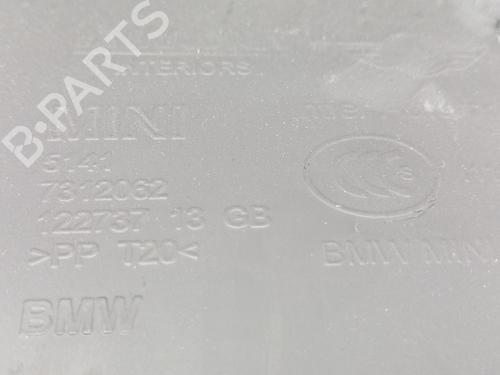 INTERIORS
MINI
5141
7312062
122737 13 GB
>PP T20<
BMW
S
BMW MINI
B-PARTS